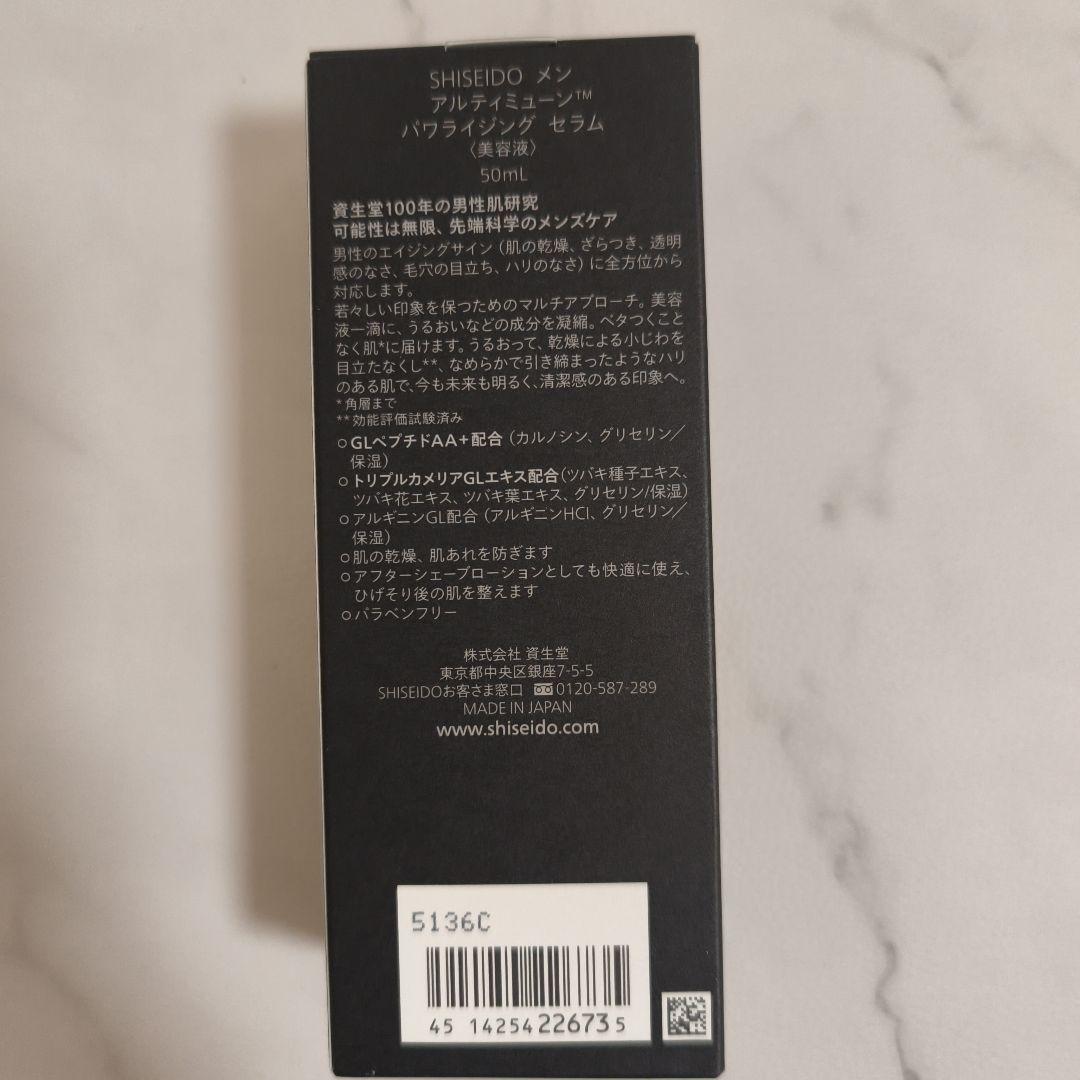 SHISEIDO メン
アルティミューン™
パワライジング セラム
〈美容液〉
50mL
資生堂100年の男性肌研究
可能性は無限、先端科学のメンズケア
男性のエイジングサイン（肌の乾燥、ざらつき、透明
感のなさ、毛穴の目立ち、ハリのなさ）に全方位から
対応します。
若々しい印象を保つためのマルチアプローチ。美容
液一滴に、うるおいなどの成分を凝縮。ベタつくこと
なく肌*に届けます。うるおって、乾燥による小じわを
目立たなくし**、なめらかで引き締まったようなハリ
のある肌で、今も未来も明るく、清潔感のある印象へ。
*角層まで
**効能評価試験済み
○GLペプチドAA+配合（カルノシン、グリセリン／
保湿）
○トリプルカメリアGLエキス配合（ツバキ種子エキス、
ツバキ花エキス、ツバキ葉エキス、グリセリン/保湿）
○アルギニンGL配合（アルギニンHCl、グリセリン／
保湿）
○肌の乾燥、肌あれを防ぎます
○アフターシェーブローションとしても快適に使え、
ひげそり後の肌を整えます
○パラベンフリー
株式会社 資生堂
東京都中央区銀座7-5-5
SHISEIDOお客さま窓口 0120-587-289
MADE IN JAPAN
www.shiseido.com
5136C
45 14254 22673 5